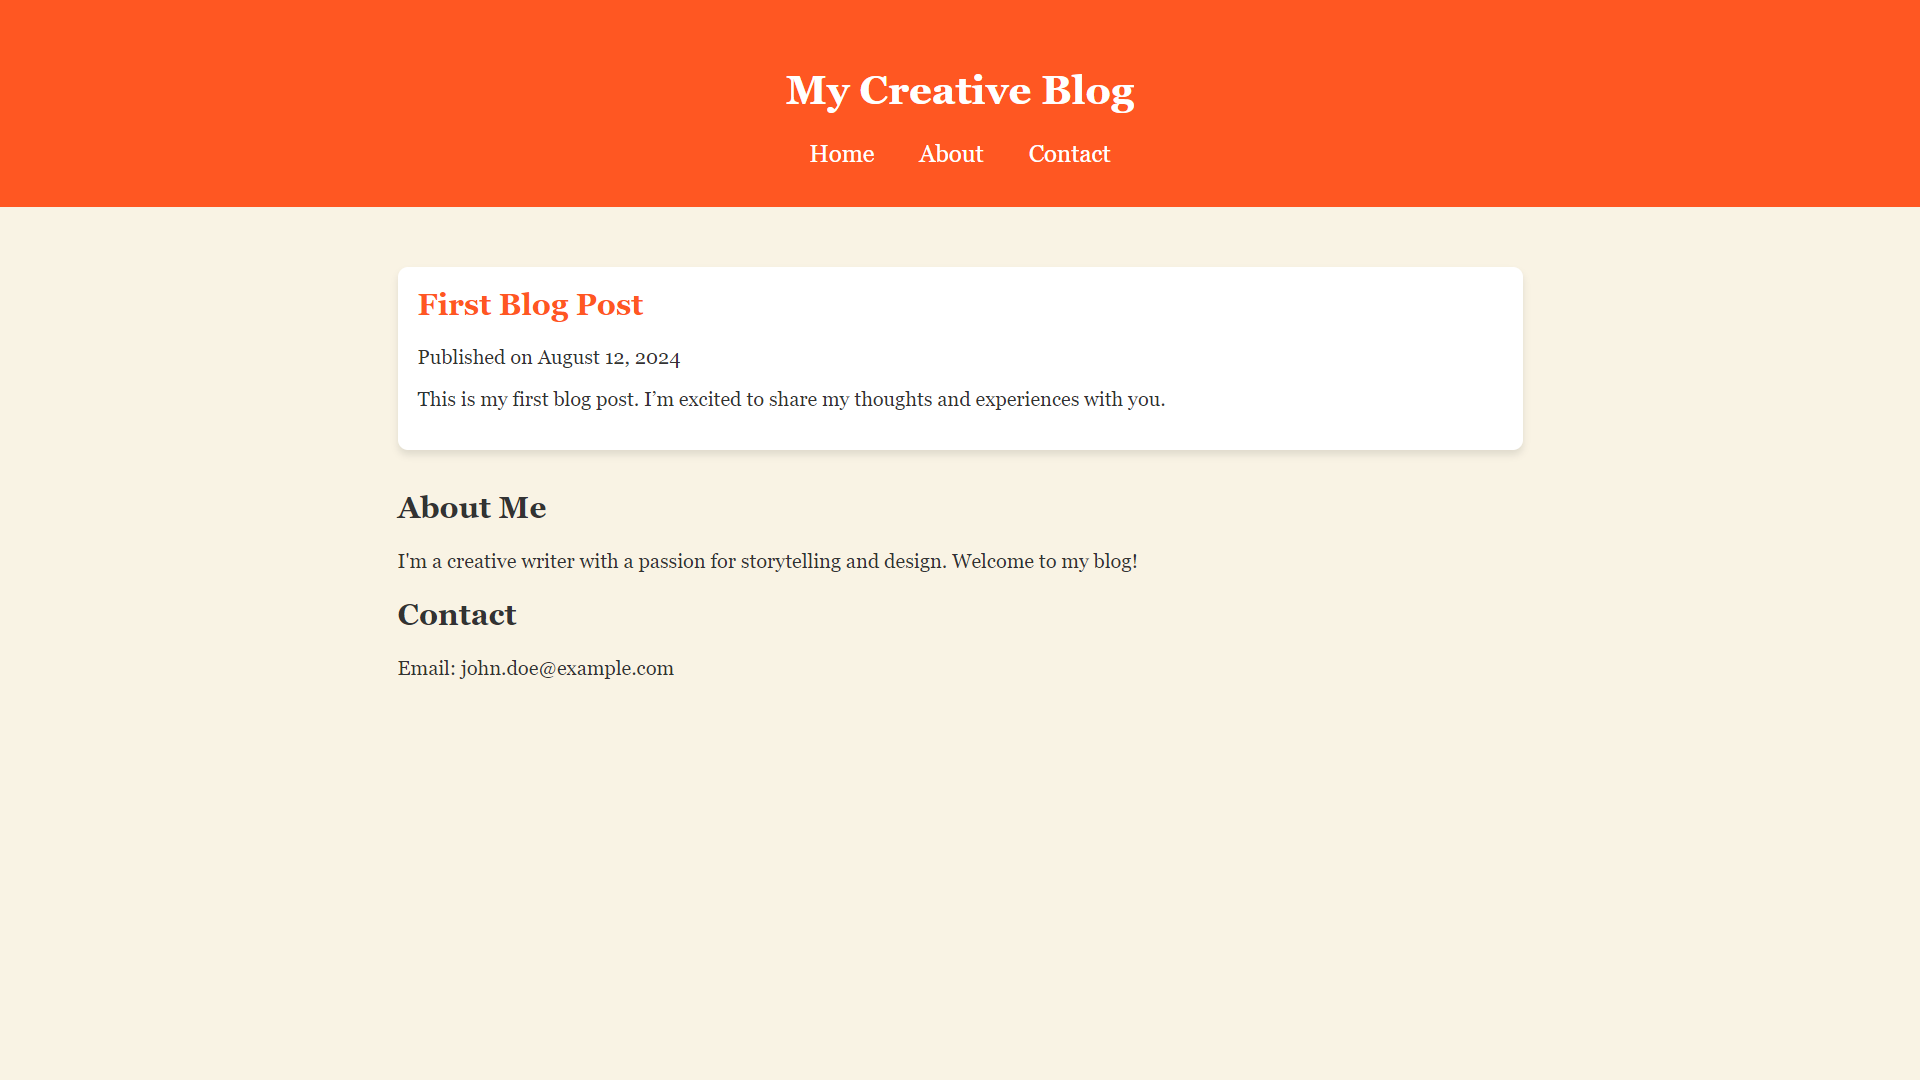 My Creative Blog
Home About Contact
First Blog Post
Published on August 12, 2024
This is my first blog post. I’m excited to share my thoughts and experiences with you.
About Me
I'm a creative writer with a passion for storytelling and design. Welcome to my blog!
Contact
Email: john.doe@example.com